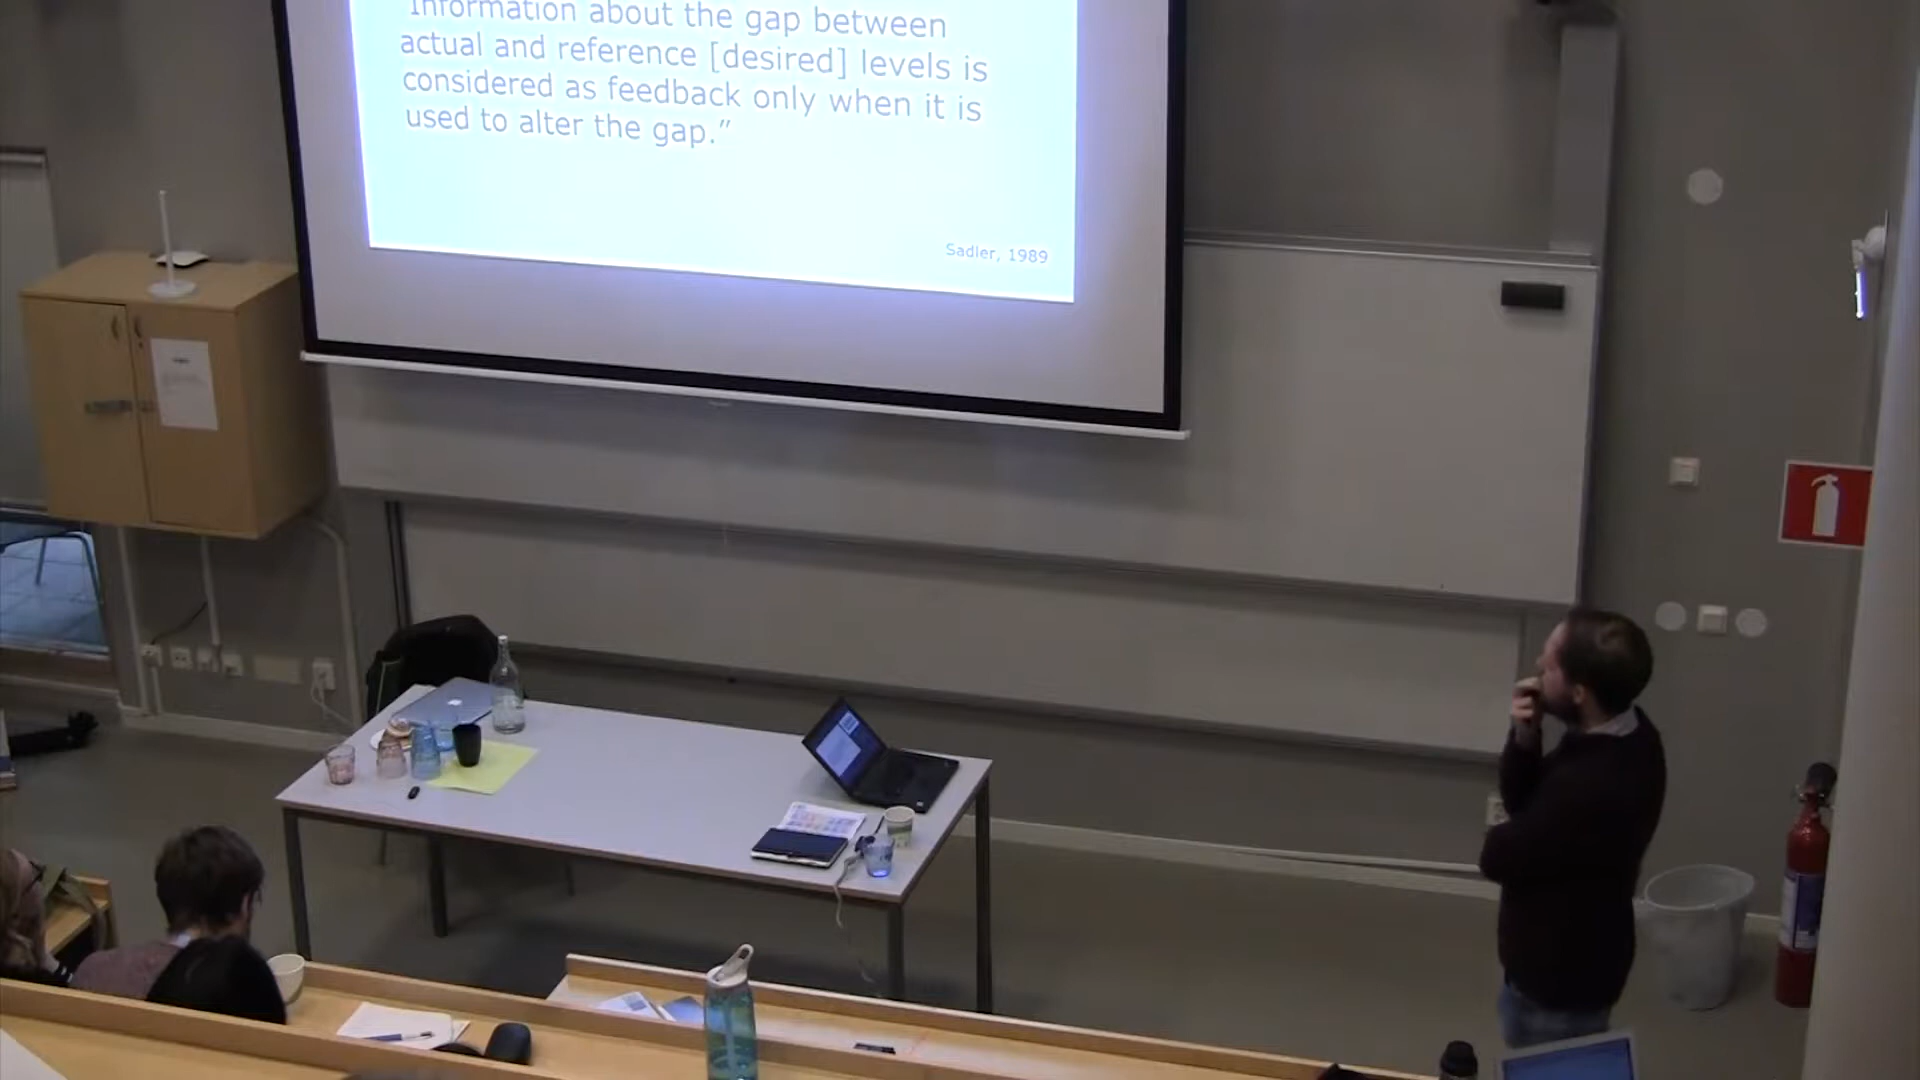 Information about the gap between
actual and reference [desired] levels is
considered as feedback only when it is
used to alter the gap.”
Sadler, 1989